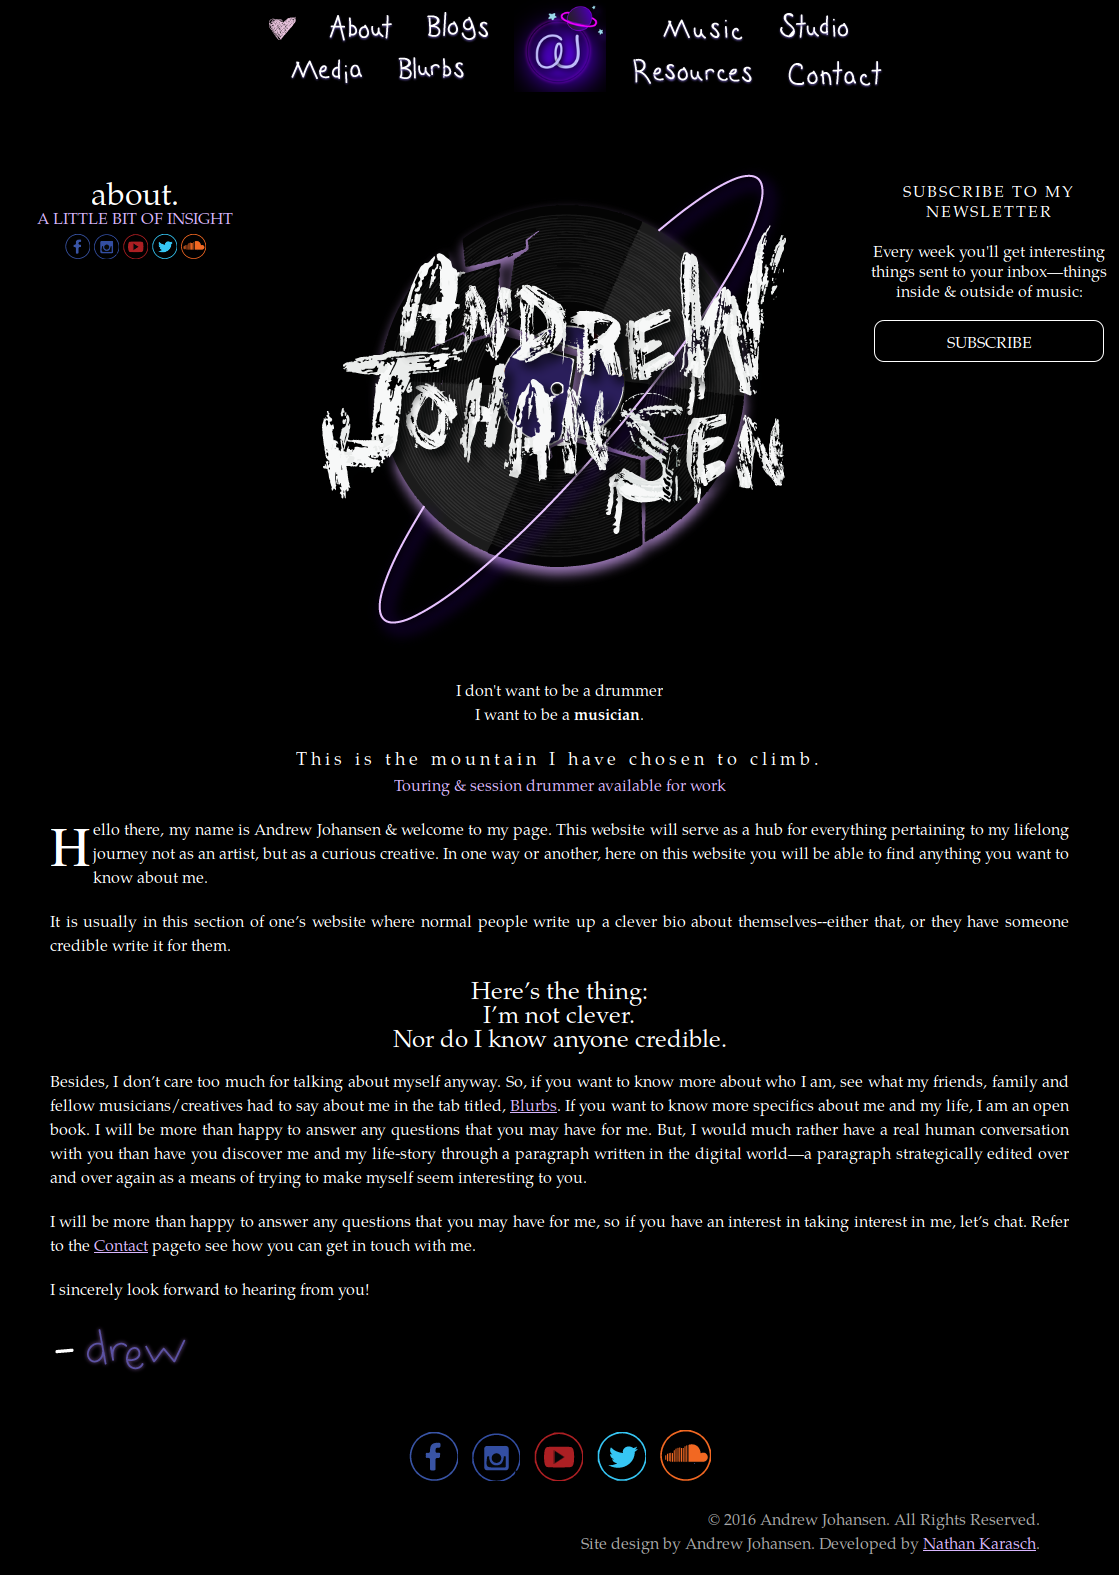 About Blogs Music Studio
Media Blurbs @J Resources Contact
about.
A LITTLE BIT OF INSIGHT
SUBSCRIBE TO MY
NEWSLETTER
Every week you'll get interesting
things sent to your inbox—things
inside & outside of music:
SUBSCRIBE
ANDREW
JOHANSEN
I don't want to be a drummer
I want to be a musician.
This is the mountain I have chosen to climb.
Touring & session drummer available for work
Hello there, my name is Andrew Johansen & welcome to my page. This website will serve as a hub for everything pertaining to my lifelong
journey not as an artist, but as a curious creative. In one way or another, here on this website you will be able to find anything you want to
know about me.
It is usually in this section of one’s website where normal people write up a clever bio about themselves--either that, or they have someone
credible write it for them.
Here’s the thing:
I’m not clever.
Nor do I know anyone credible.
Besides, I don’t care too much for talking about myself anyway. So, if you want to know more about who I am, see what my friends, family and
fellow musicians/creatives had to say about me in the tab titled, Blurbs. If you want to know more specifics about me and my life, I am an open
book. I will be more than happy to answer any questions that you may have for me. But, I would much rather have a real human conversation
with you than have you discover me and my life-story through a paragraph written in the digital world—a paragraph strategically edited over
and over again as a means of trying to make myself seem interesting to you.
I will be more than happy to answer any questions that you may have for me, so if you have an interest in taking interest in me, let’s chat. Refer
to the Contact pageto see how you can get in touch with me.
I sincerely look forward to hearing from you!
– drew
© 2016 Andrew Johansen. All Rights Reserved.
Site design by Andrew Johansen. Developed by Nathan Karasch.